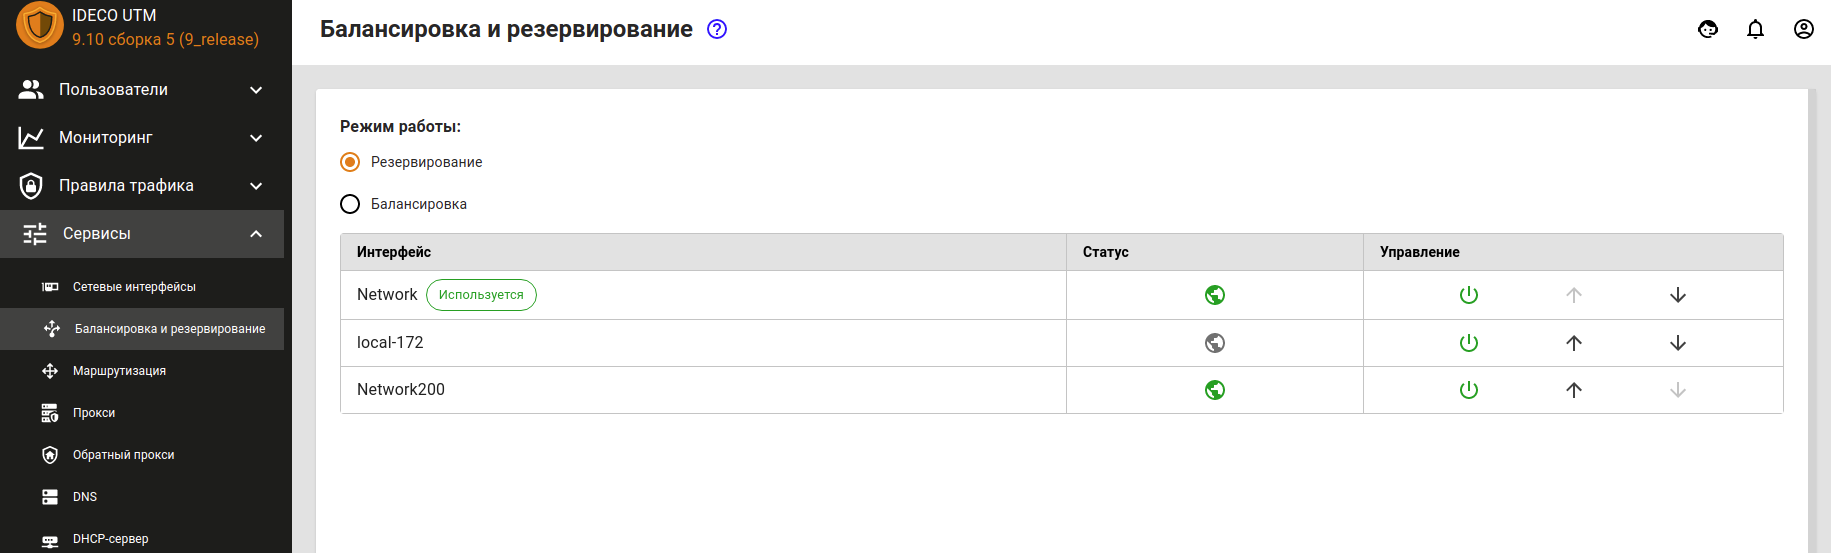 IDECO UTM
9.10 сборка 5 (9_release)
Пользователи
Мониторинг
Правила трафика
Сервисы
Сетевые интерфейсы
Балансировка и резервирование
Маршрутизация
Прокси
Обратный прокси
DNS
DHCP-сервер
Балансировка и резервирование
Режим работы:
Резервирование
Балансировка
Интерфейс Статус Управление
Network Используется
local-172
Network200